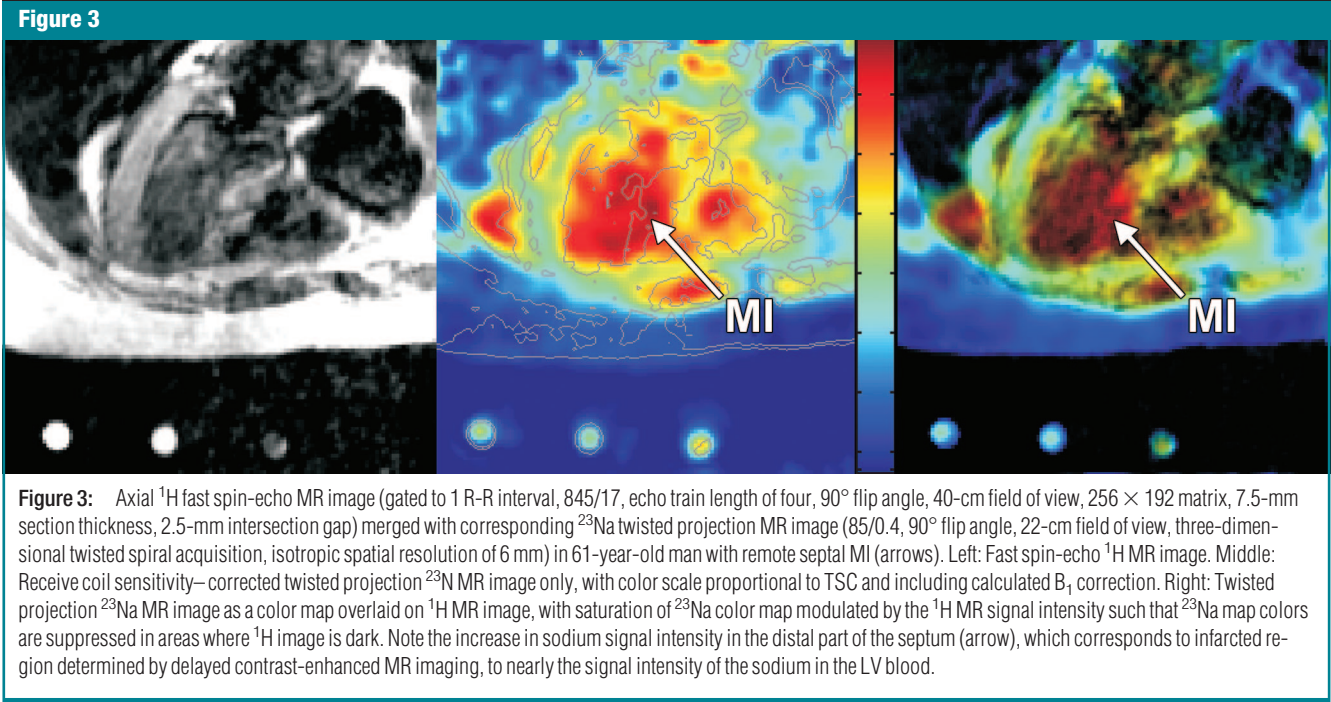 Figure 3
MI
MI
Figure 3: Axial ¹H fast spin-echo MR image (gated to 1 R-R interval, 845/17, echo train length of four, 90° flip angle, 40-cm field of view, 256 × 192 matrix, 7.5-mm
section thickness, 2.5-mm intersection gap) merged with corresponding ²³Na twisted projection MR image (85/0.4, 90° flip angle, 22-cm field of view, three-dimen-
sional twisted spiral acquisition, isotropic spatial resolution of 6 mm) in 61-year-old man with remote septal MI (arrows). Left: Fast spin-echo ¹H MR image. Middle:
Receive coil sensitivity–corrected twisted projection ²³N MR image only, with color scale proportional to TSC and including calculated B₁ correction. Right: Twisted
projection ²³Na MR image as a color map overlaid on ¹H MR image, with saturation of ²³Na color map modulated by the ¹H MR signal intensity such that ²³Na map colors
are suppressed in areas where ¹H image is dark. Note the increase in sodium signal intensity in the distal part of the septum (arrow), which corresponds to infarcted re-
gion determined by delayed contrast-enhanced MR imaging, to nearly the signal intensity of the sodium in the LV blood.